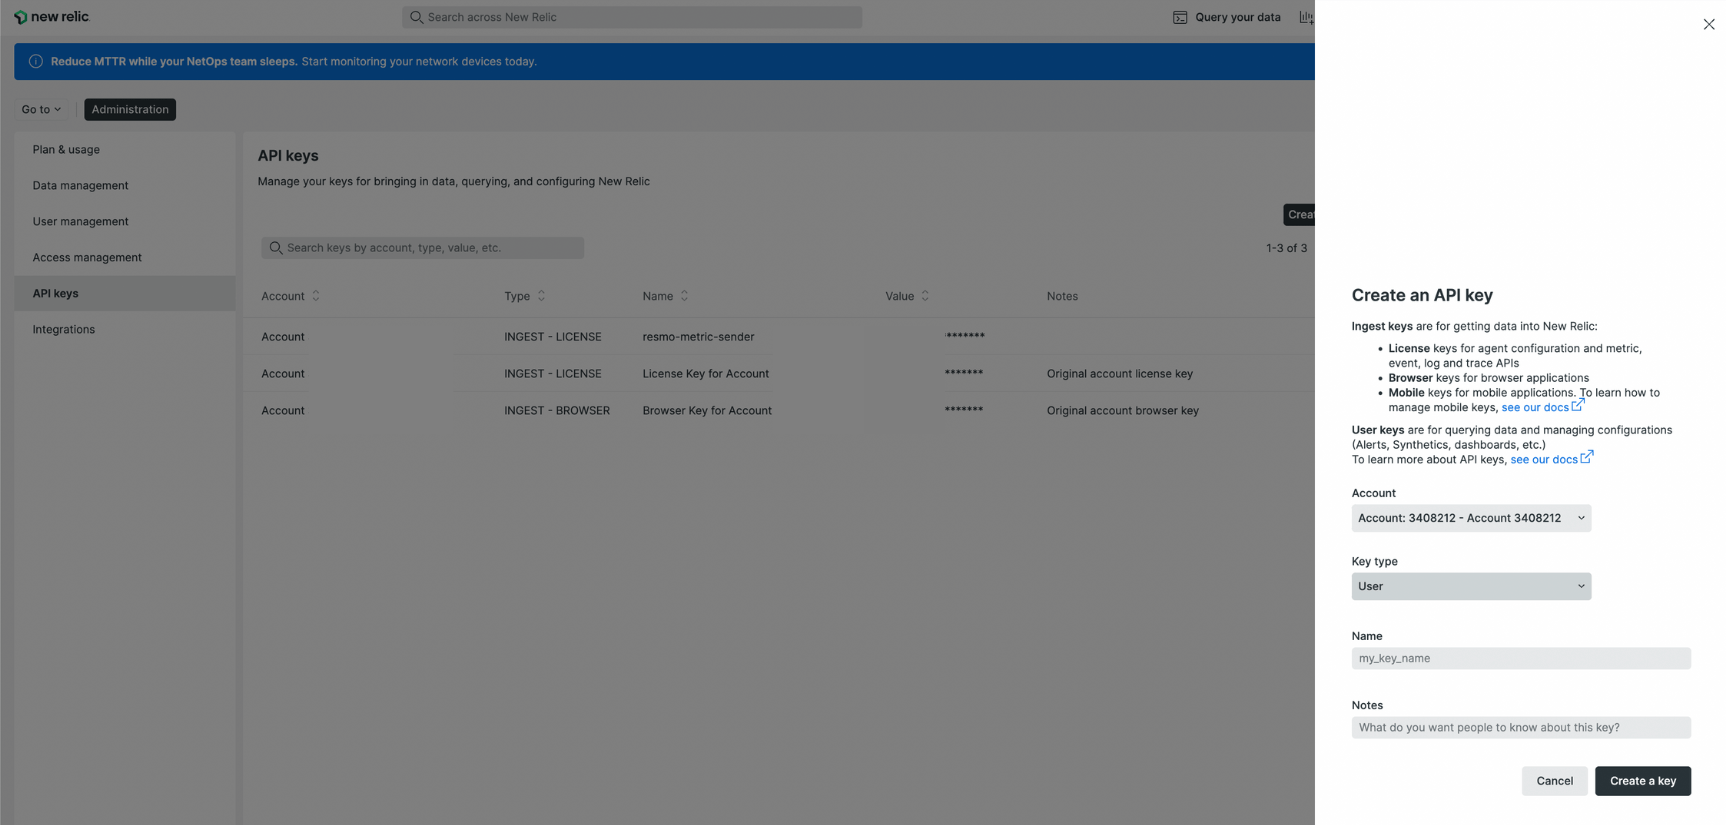 new relic
Search across New Relic
Query your data
Reduce MTTR while your NetOps team sleeps. Start monitoring your network devices today.
Go to
Administration
Plan & usage
Data management
User management
Access management
API keys
Integrations
API keys
Manage your keys for bringing in data, querying, and configuring New Relic
Creat
Search keys by account, type, value, etc.
1-3 of 3
Account Type Name Value Notes
Account INGEST - LICENSE resmo-metric-sender *******
Account INGEST - LICENSE License Key for Account ******* Original account license key
Account INGEST - BROWSER Browser Key for Account ******* Original account browser key
Create an API key
Ingest keys are for getting data into New Relic:
• License keys for agent configuration and metric,
event, log and trace APIs
• Browser keys for browser applications
• Mobile keys for mobile applications. To learn how to
manage mobile keys, see our docs
User keys are for querying data and managing configurations
(Alerts, Synthetics, dashboards, etc.)
To learn more about API keys, see our docs
Account
Account: 3408212 - Account 3408212
Key type
User
Name
my_key_name
Notes
What do you want people to know about this key?
Cancel
Create a key